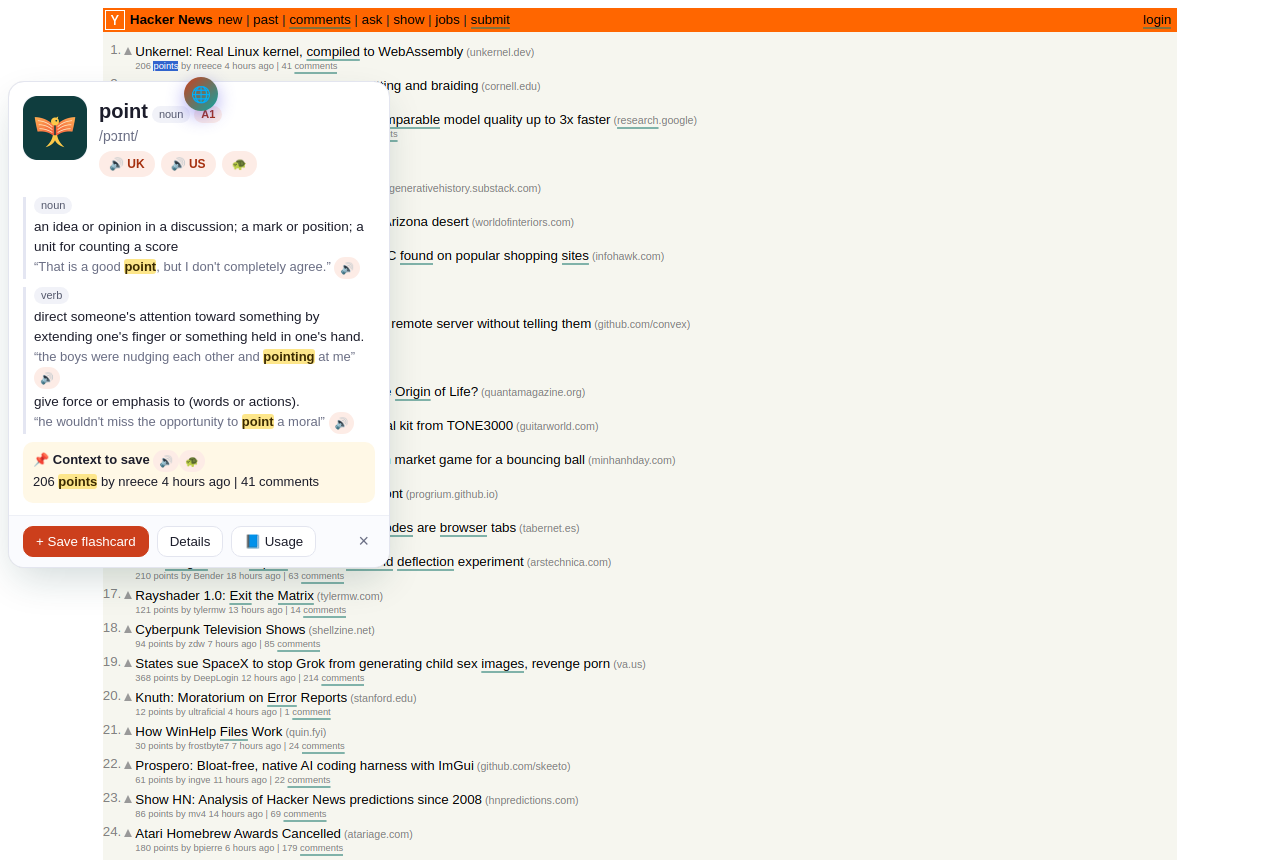 Y Hacker News new | past | comments | ask | show | jobs | submit login
1. Unkernel: Real Linux kernel, compiled to WebAssembly (unkernel.dev)
206 points by nreece 4 hours ago | 41 comments
ing and braiding (cornell.edu)
mparable model quality up to 3x faster (research.google)
ts
generativehistory.substack.com)
Arizona desert (worldofinteriors.com)
C found on popular shopping sites (infohawk.com)
remote server without telling them (github.com/convex)
Origin of Life? (quantamagazine.org)
al kit from TONE3000 (guitarworld.com)
market game for a bouncing ball (minhanhday.com)
ont (progrium.github.io)
odes are browser tabs (tabernet.es)
d deflection experiment (arstechnica.com)
point noun A1
/pɔɪnt/
🔊 UK 🔊 US 🐢
noun
an idea or opinion in a discussion; a mark or position; a
unit for counting a score
“That is a good point, but I don't completely agree.” 🔊
verb
direct someone's attention toward something by
extending one's finger or something held in one's hand.
“the boys were nudging each other and pointing at me”
🔊
give force or emphasis to (words or actions).
“he wouldn't miss the opportunity to point a moral” 🔊
📌 Context to save 🔊 🐢
206 points by nreece 4 hours ago | 41 comments
+ Save flashcard Details 📘 Usage ×
210 points by Bender 18 hours ago | 63 comments
17. Rayshader 1.0: Exit the Matrix (tylermw.com)
121 points by tylermw 13 hours ago | 14 comments
18. Cyberpunk Television Shows (shellzine.net)
94 points by zdw 7 hours ago | 85 comments
19. States sue SpaceX to stop Grok from generating child sex images, revenge porn (va.us)
368 points by DeepLogin 12 hours ago | 214 comments
20. Knuth: Moratorium on Error Reports (stanford.edu)
12 points by ultraficial 4 hours ago | 1 comment
21. How WinHelp Files Work (quin.fyi)
30 points by frostbyte7 7 hours ago | 24 comments
22. Prospero: Bloat-free, native AI coding harness with ImGui (github.com/skeeto)
61 points by ingve 11 hours ago | 22 comments
23. Show HN: Analysis of Hacker News predictions since 2008 (hnpredictions.com)
86 points by mv4 14 hours ago | 69 comments
24. Atari Homebrew Awards Cancelled (atariage.com)
180 points by bpierre 6 hours ago | 179 comments